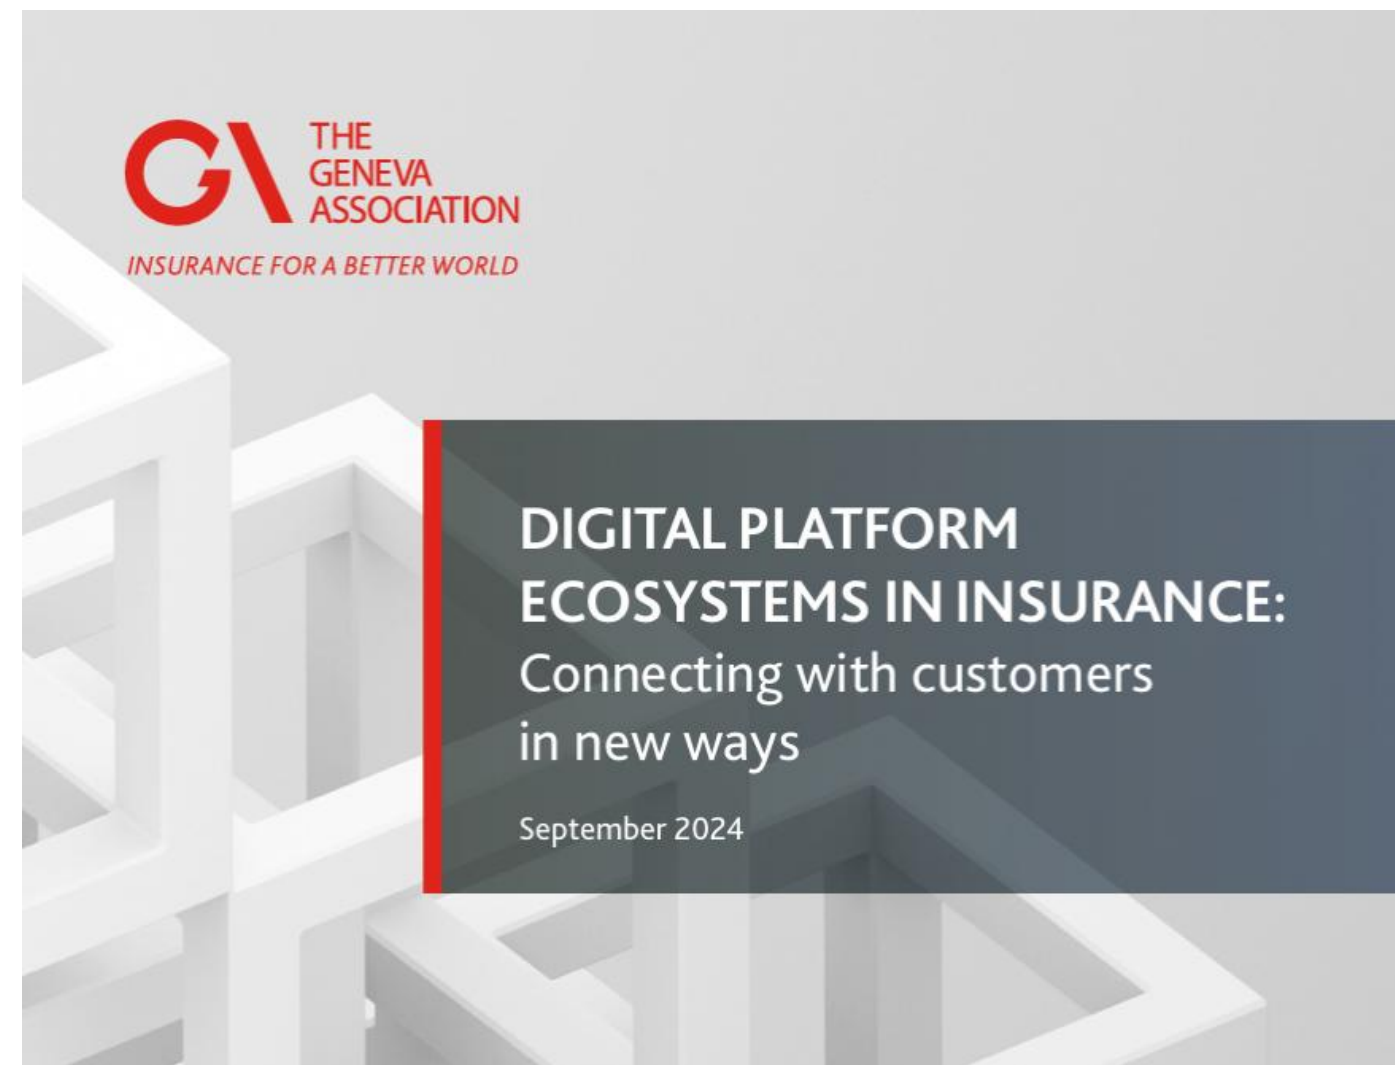 THE
GENEVA
ASSOCIATION
INSURANCE FOR A BETTER WORLD
DIGITAL PLATFORM
ECOSYSTEMS IN INSURANCE:
Connecting with customers
in new ways
September 2024